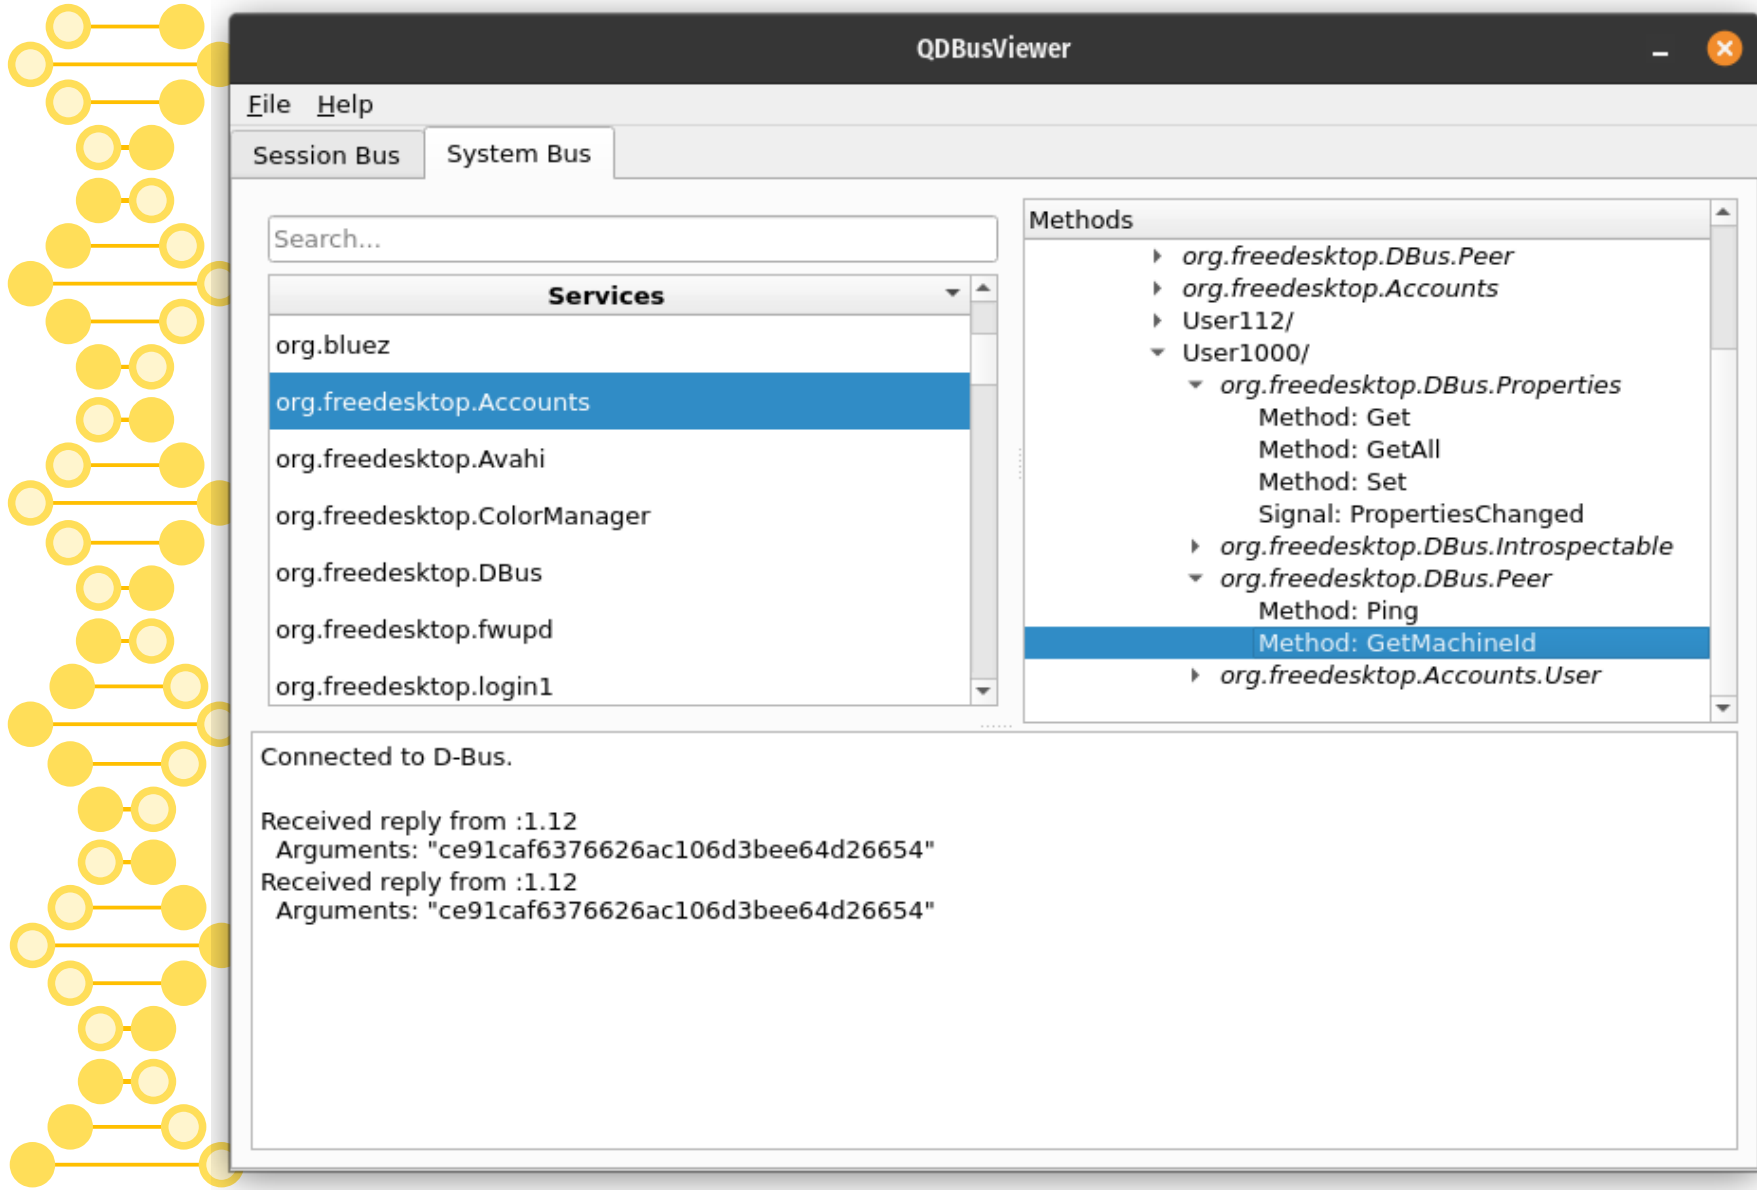 QDBusViewer
File Help
Session Bus System Bus
Search...
Services
org.bluez
org.freedesktop.Accounts
org.freedesktop.Avahi
org.freedesktop.ColorManager
org.freedesktop.DBus
org.freedesktop.fwupd
org.freedesktop.login1
Methods
org.freedesktop.DBus.Peer
org.freedesktop.Accounts
User112/
User1000/
org.freedesktop.DBus.Properties
Method: Get
Method: GetAll
Method: Set
Signal: PropertiesChanged
org.freedesktop.DBus.Introspectable
org.freedesktop.DBus.Peer
Method: Ping
Method: GetMachineId
org.freedesktop.Accounts.User
Connected to D-Bus.
Received reply from :1.12
Arguments: "ce91caf6376626ac106d3bee64d26654"
Received reply from :1.12
Arguments: "ce91caf6376626ac106d3bee64d26654"